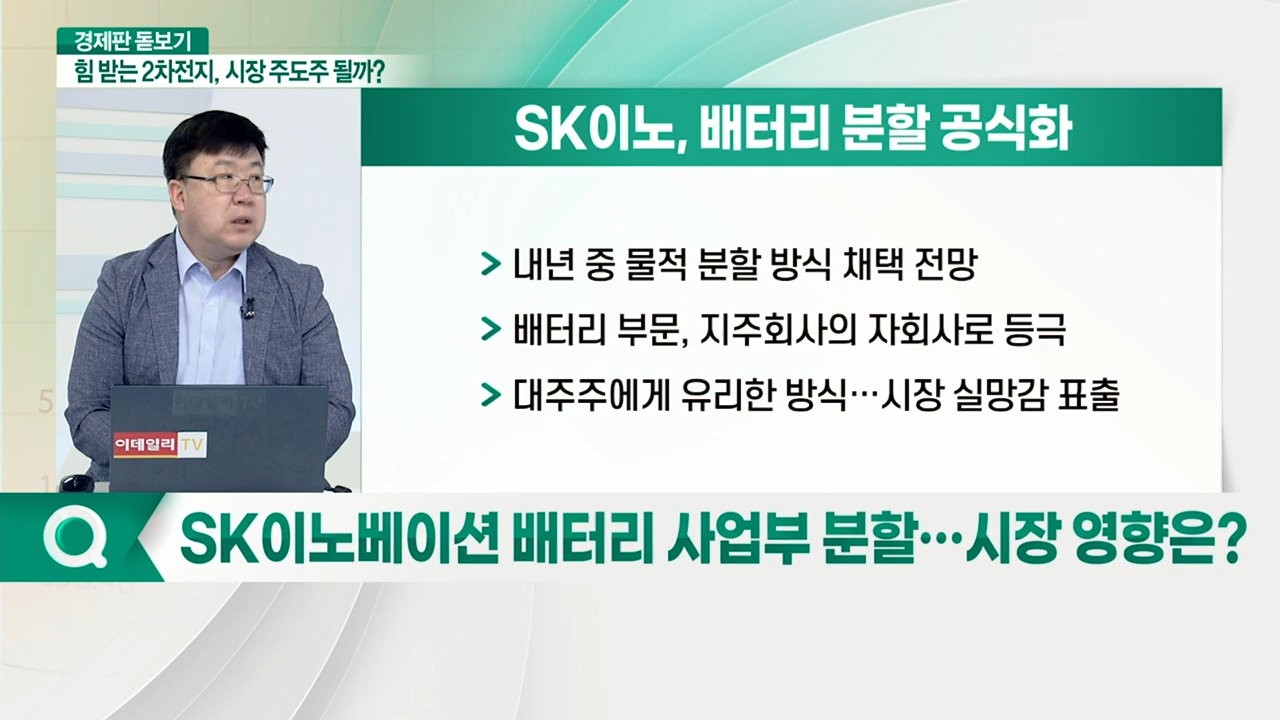 경제판 돋보기
힘 받는 2차전지, 시장 주도주 될까?
SK이노, 배터리 분할 공식화
> 내년 중 물적 분할 방식 채택 전망
> 배터리 부문, 지주회사의 자회사로 등극
> 대주주에게 유리한 방식…시장 실망감 표출
이데일리TV
SK이노베이션 배터리 사업부 분할…시장 영향은?